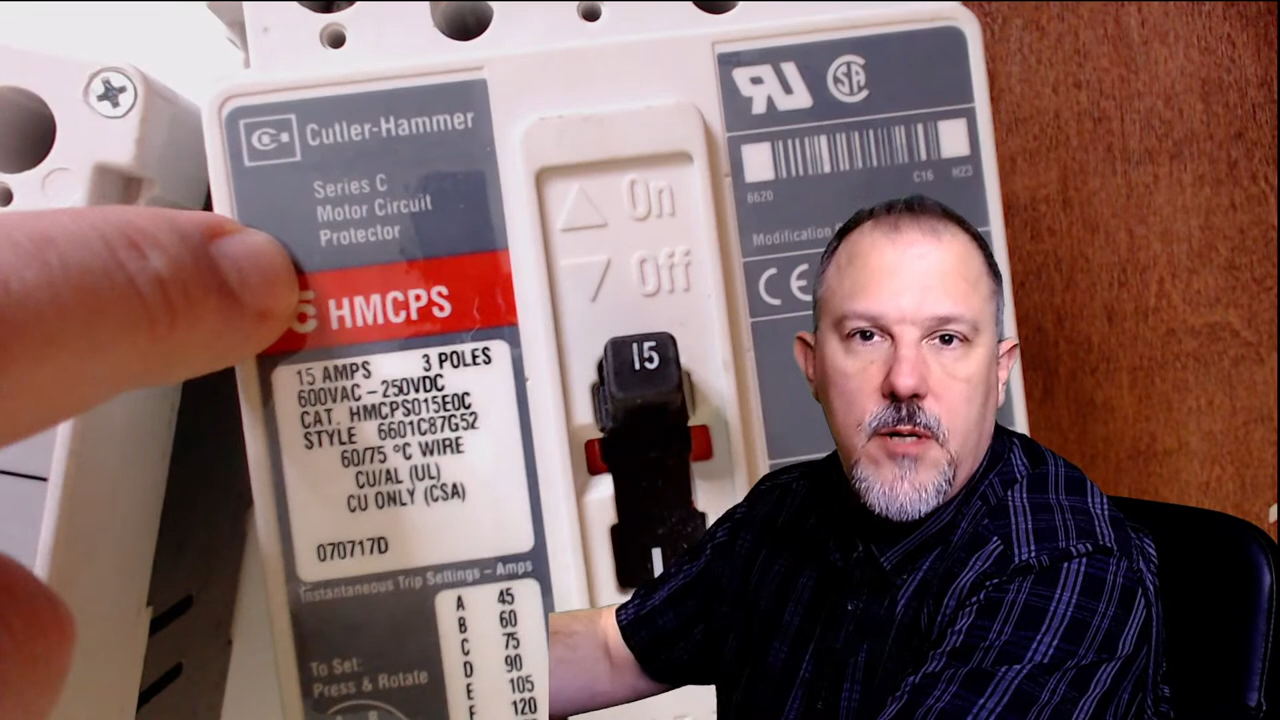 Cutler-Hammer
Series C
Motor Circuit
Protector
HMCPS
15 AMPS 3 POLES
600VAC - 250VDC
CAT. HMCPS015E0C
STYLE 6601C87G52
60/75 °C WIRE
CU/AL (UL)
CU ONLY (CSA)
070717D
Instantaneous Trip Settings – Amps
A 45
B 60
C 75
D 90
E 105
F 120
To Set:
Press & Rotate
On
Off
15
6620 C16
Modification
CE